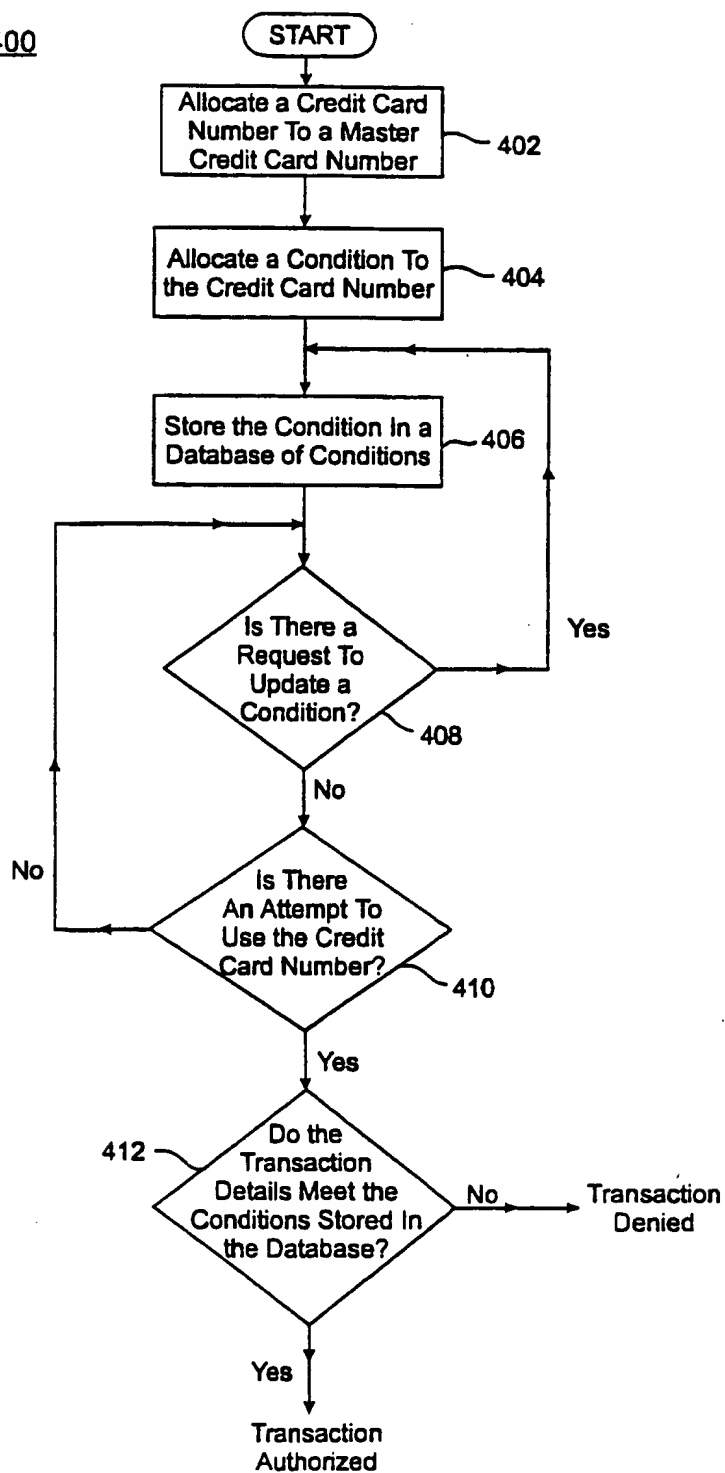 400
START
Allocate a Credit Card
Number To a Master
Credit Card Number
402
Allocate a Condition To
the Credit Card Number
404
Store the Condition In a
Database of Conditions
406
Is There a
Request To
Update a
Condition?
408
Yes
No
Is There
An Attempt To
Use the Credit
Card Number?
410
No
Yes
412
Do the
Transaction
Details Meet the
Conditions Stored In
the Database?
No
Transaction
Denied
Yes
Transaction
Authorized